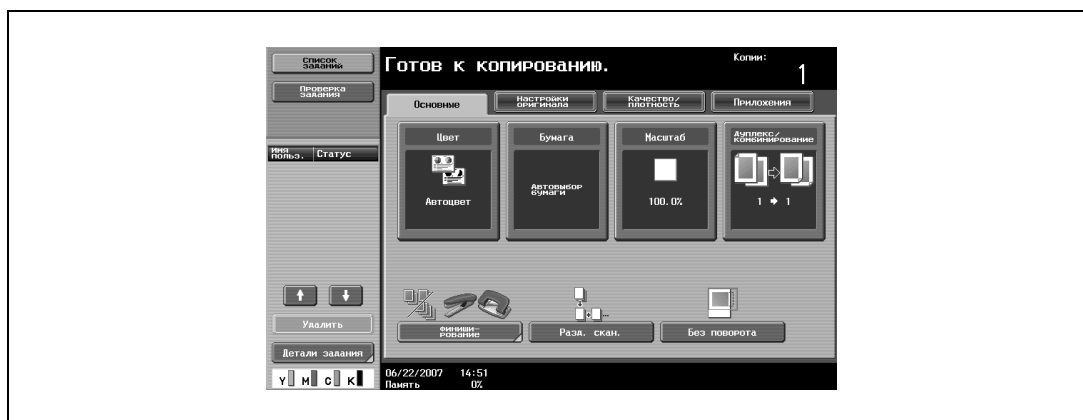 Список
заданий
Готов к копированию.
Копии:
1
Проверка
задания
Основные
Настройки
оригинала
Качество/
плотность
Приложения
Имя
польз.
Статус
Цвет
Бумага
Масштаб
Дуплекс/
комбинирование
Автоцвет
Автовыбор
бумаги
100.0%
1 ➔ 1
Удалить
Финиши-
рование
Разд. скан.
Без поворота
Детали задания
Y M C K
06/22/2007 14:51
Память 0%